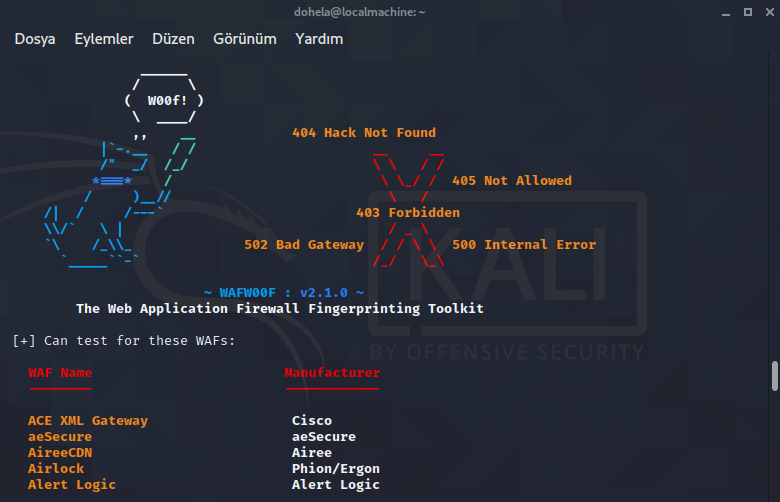 dohela@localmachine: ~
Dosya Eylemler Düzen Görünüm Yardım
( W00f! )
404 Hack Not Found
405 Not Allowed
403 Forbidden
502 Bad Gateway 500 Internal Error
~ WAFW00F : v2.1.0 ~
The Web Application Firewall Fingerprinting Toolkit
[+] Can test for these WAFs:
WAF Name Manufacturer
ACE XML Gateway Cisco
aeSecure aeSecure
AireeCDN Airee
Airlock Phion/Ergon
Alert Logic Alert Logic
KALI
BY OFFENSIVE SECURITY